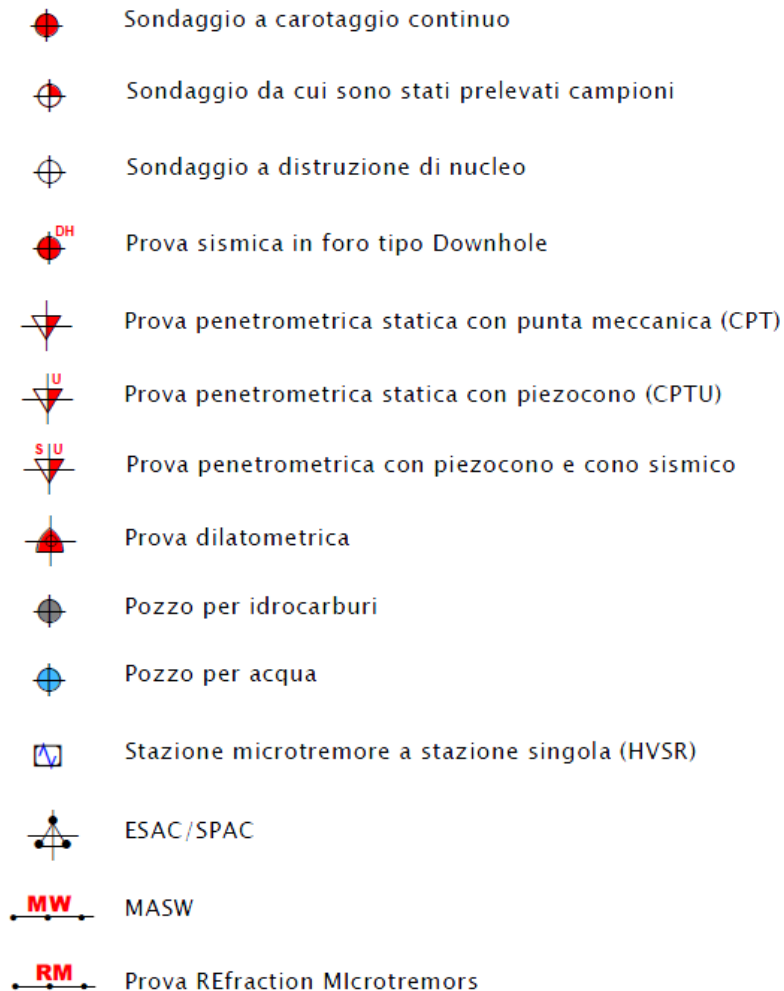 Sondaggio a carotaggio continuo
Sondaggio da cui sono stati prelevati campioni
Sondaggio a distruzione di nucleo
DH Prova sismica in foro tipo Downhole
Prova penetrometrica statica con punta meccanica (CPT)
U Prova penetrometrica statica con piezocono (CPTU)
S U Prova penetrometrica con piezocono e cono sismico
Prova dilatometrica
Pozzo per idrocarburi
Pozzo per acqua
Stazione microtremore a stazione singola (HVSR)
ESAC/SPAC
MW MASW
RM Prova REfraction MIcrotremors